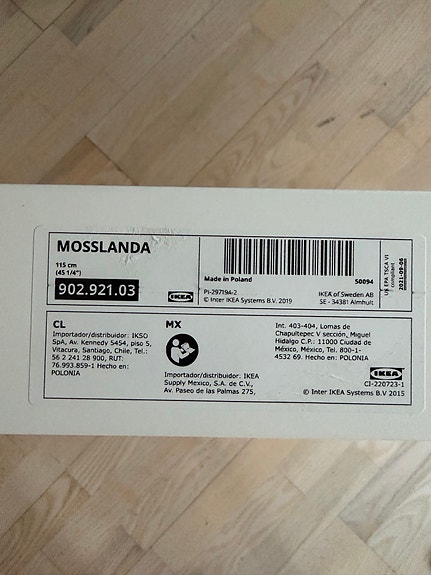 MOSSLANDA
115 cm
(45 1/4")
902.921.03
IKEA
Made in Poland
50094
PI-297194-2
© Inter IKEA Systems B.V. 2019
IKEA of Sweden AB
SE - 34381 Älmhult
US EPA TSCA VI
compliant
2021-09-06
CL
Importador/distribuidor: IKSO
SpA, Av. Kennedy 5454, piso 5,
Vitacura, Santiago, Chile, Tel.:
56 2 241 28 900, RUT:
76.993.859-1 Hecho en:
POLONIA
MX
Importador/distribuidor: IKEA
Supply Mexico, S.A. de C.V.,
Av. Paseo de las Palmas 275,
Int. 403-404, Lomas de
Chapultepec V sección, Miguel
Hidalgo C.P.: 11000 Ciudad de
México, México, Tel. 800-1-
4532 69. Hecho en: POLONIA
IKEA
CI-220723-1
© Inter IKEA Systems B.V 2015